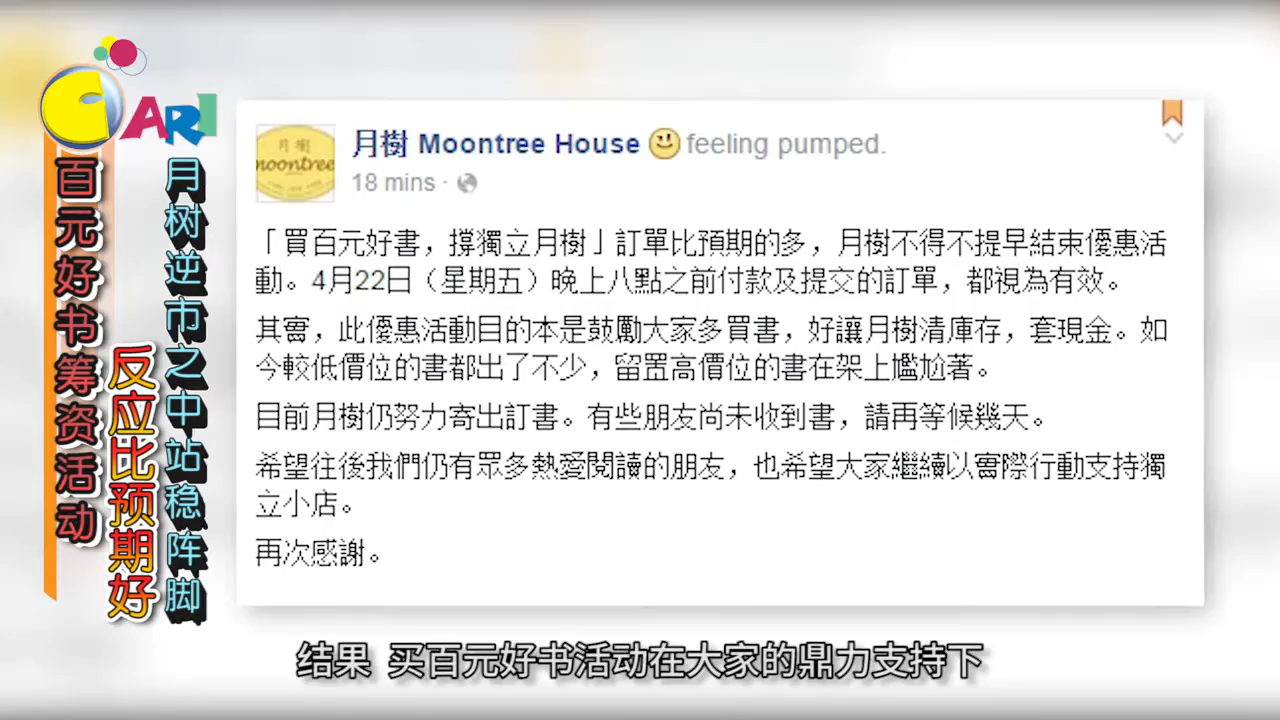 CARI
月树逆市之中站稳阵脚
反应比预期好
百元好书筹资活动
月樹
moontree
月樹 Moontree House feeling pumped.
18 mins ·
「買百元好書，撐獨立月樹」訂單比預期的多，月樹不得不提早結束優惠活
動。4月22日（星期五）晚上八點之前付款及提交的訂單，都視為有效。
其實，此優惠活動目的本是鼓勵大家多買書，好讓月樹清庫存，套現金。如
今較低價位的書都出了不少，留置高價位的書在架上尷尬著。
目前月樹仍努力寄出訂書。有些朋友尚未收到書，請再等候幾天。
希望往後我們仍有眾多熱愛閱讀的朋友，也希望大家繼續以實際行動支持獨
立小店。
再次感謝。
结果 买百元好书活动在大家的鼎力支持下